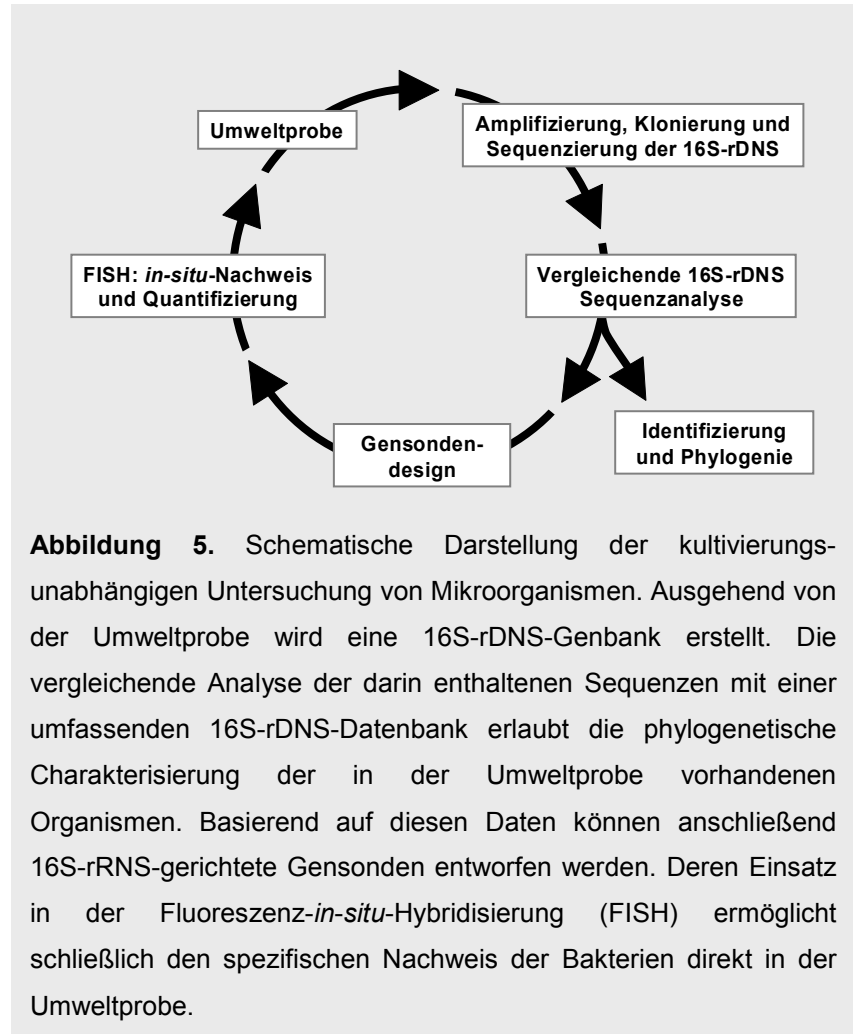 Umweltprobe
Amplifizierung, Klonierung und
Sequenzierung der 16S-rDNS
FISH: in-situ-Nachweis
und Quantifizierung
Vergleichende 16S-rDNS
Sequenzanalyse
Gensonden-
design
Identifizierung
und Phylogenie
Abbildung 5. Schematische Darstellung der kultivierungs-
unabhängigen Untersuchung von Mikroorganismen. Ausgehend von
der Umweltprobe wird eine 16S-rDNS-Genbank erstellt. Die
vergleichende Analyse der darin enthaltenen Sequenzen mit einer
umfassenden 16S-rDNS-Datenbank erlaubt die phylogenetische
Charakterisierung der in der Umweltprobe vorhandenen
Organismen. Basierend auf diesen Daten können anschließend
16S-rRNS-gerichtete Gensonden entworfen werden. Deren Einsatz
in der Fluoreszenz-in-situ-Hybridisierung (FISH) ermöglicht
schließlich den spezifischen Nachweis der Bakterien direkt in der
Umweltprobe.